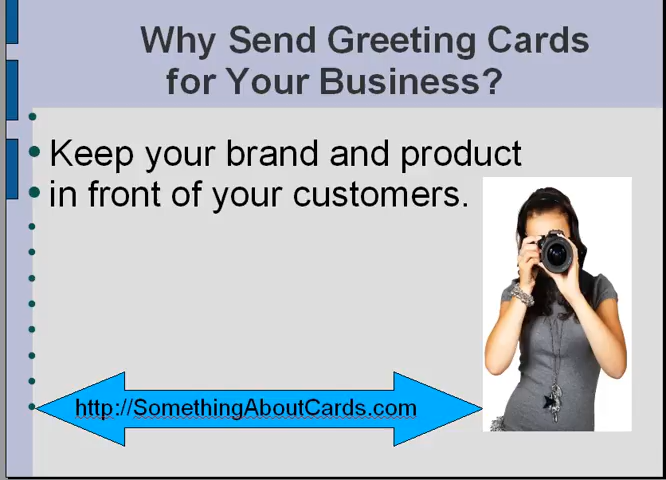 Why Send Greeting Cards
for Your Business?
Keep your brand and product
in front of your customers.
http://SomethingAboutCards.com